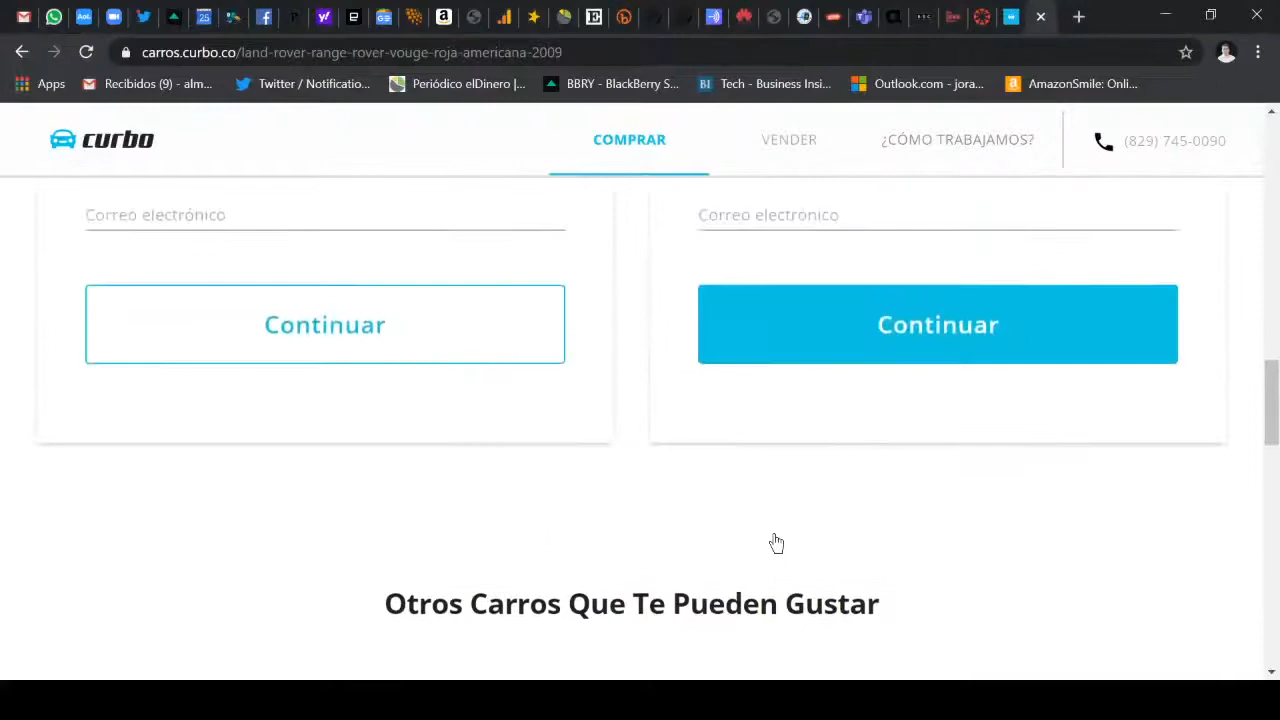 carros.curbo.co/land-rover-range-rover-vouge-roja-americana-2009
Apps
Recibidos (9) - alm...
Twitter / Notificatio...
Periódico elDinero |...
BBRY - BlackBerry S...
Tech - Business Insi...
Outlook.com - jora...
AmazonSmile: Onli...
curbo
COMPRAR
VENDER
¿CÓMO TRABAJAMOS?
(829) 745-0090
Correo electrónico
Correo electronico
Continuar
Continuar
Otros Carros Que Te Pueden Gustar